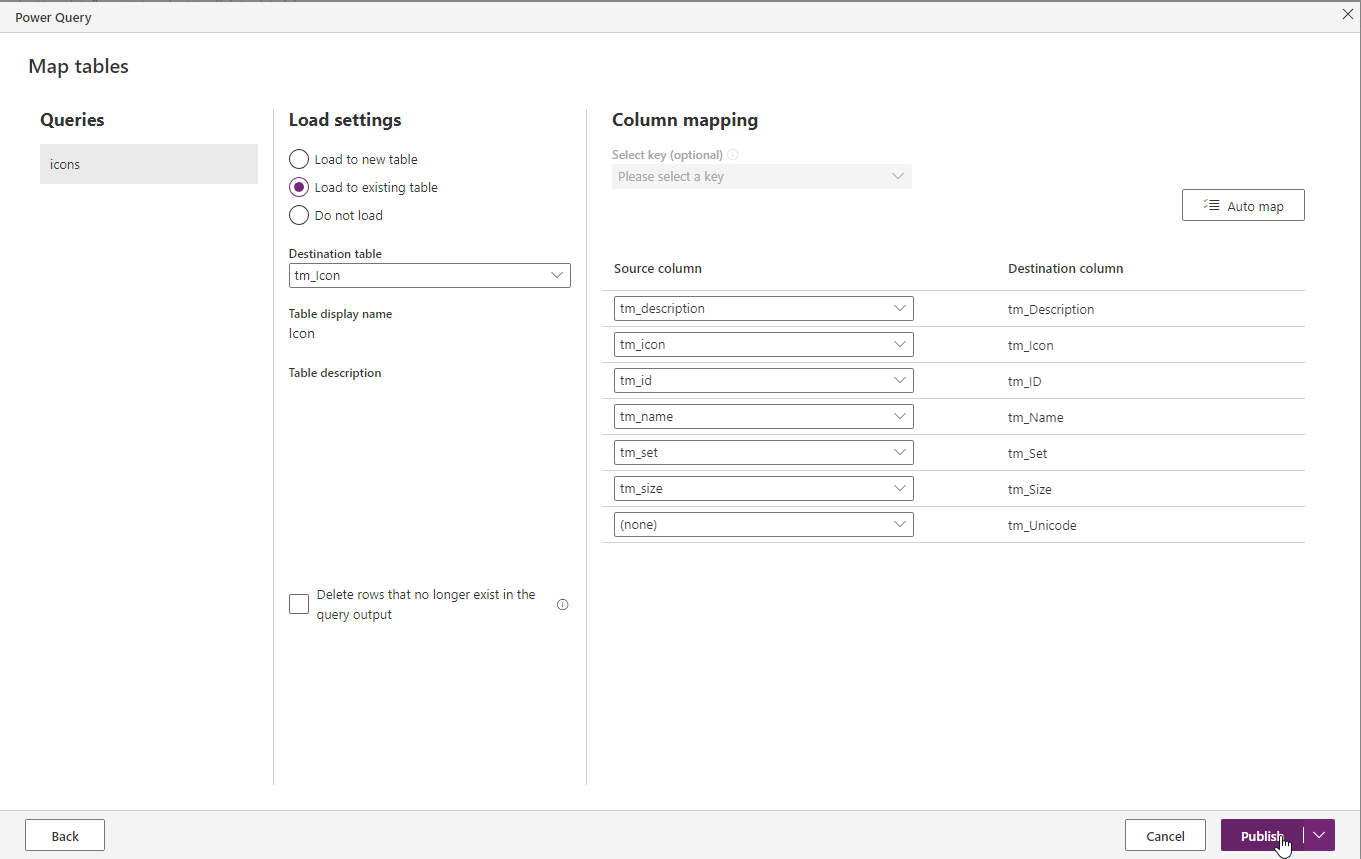 Power Query
Map tables
Queries
icons
Load settings
Load to new table
Load to existing table
Do not load
Destination table
tm_Icon
Table display name
Icon
Table description
Delete rows that no longer exist in the
query output
Column mapping
Select key (optional)
Please select a key
Auto map
Source column Destination column
tm_description tm_Description
tm_icon tm_Icon
tm_id tm_ID
tm_name tm_Name
tm_set tm_Set
tm_size tm_Size
(none) tm_Unicode
Back
Cancel
Publish